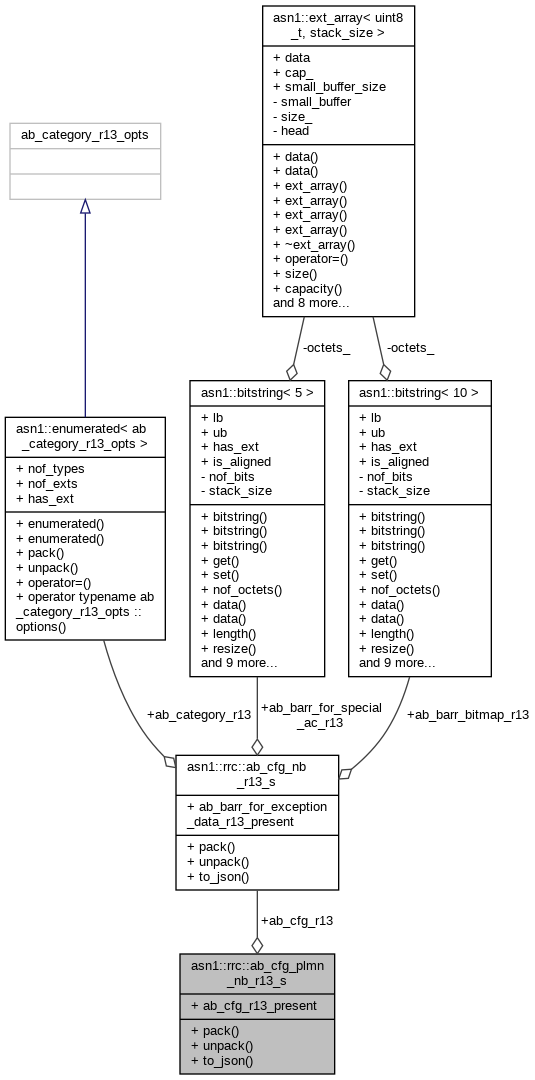 asn1::ext_array< uint8
_t, stack_size >
+ data
+ cap_
+ small_buffer_size
- small_buffer
- size_
- head
+ data()
+ data()
+ ext_array()
+ ext_array()
+ ext_array()
+ ext_array()
+ ~ext_array()
+ operator=()
+ size()
+ capacity()
and 8 more...
ab_category_r13_opts
-octets_
-octets_
asn1::enumerated< ab
_category_r13_opts >
+ nof_types
+ nof_exts
+ has_ext
+ enumerated()
+ enumerated()
+ pack()
+ unpack()
+ operator=()
+ operator typename ab
_category_r13_opts ::
options()
asn1::bitstring< 5 >
+ lb
+ ub
+ has_ext
+ is_aligned
- nof_bits
- stack_size
+ bitstring()
+ bitstring()
+ bitstring()
+ get()
+ set()
+ nof_octets()
+ data()
+ data()
+ length()
+ resize()
and 9 more...
asn1::bitstring< 10 >
+ lb
+ ub
+ has_ext
+ is_aligned
- nof_bits
- stack_size
+ bitstring()
+ bitstring()
+ bitstring()
+ get()
+ set()
+ nof_octets()
+ data()
+ data()
+ length()
+ resize()
and 9 more...
+ab_category_r13
+ab_barr_for_special
_ac_r13
+ab_barr_bitmap_r13
asn1::rrc::ab_cfg_nb
_r13_s
+ ab_barr_for_exception
_data_r13_present
+ pack()
+ unpack()
+ to_json()
+ab_cfg_r13
asn1::rrc::ab_cfg_plmn
_nb_r13_s
+ ab_cfg_r13_present
+ pack()
+ unpack()
+ to_json()